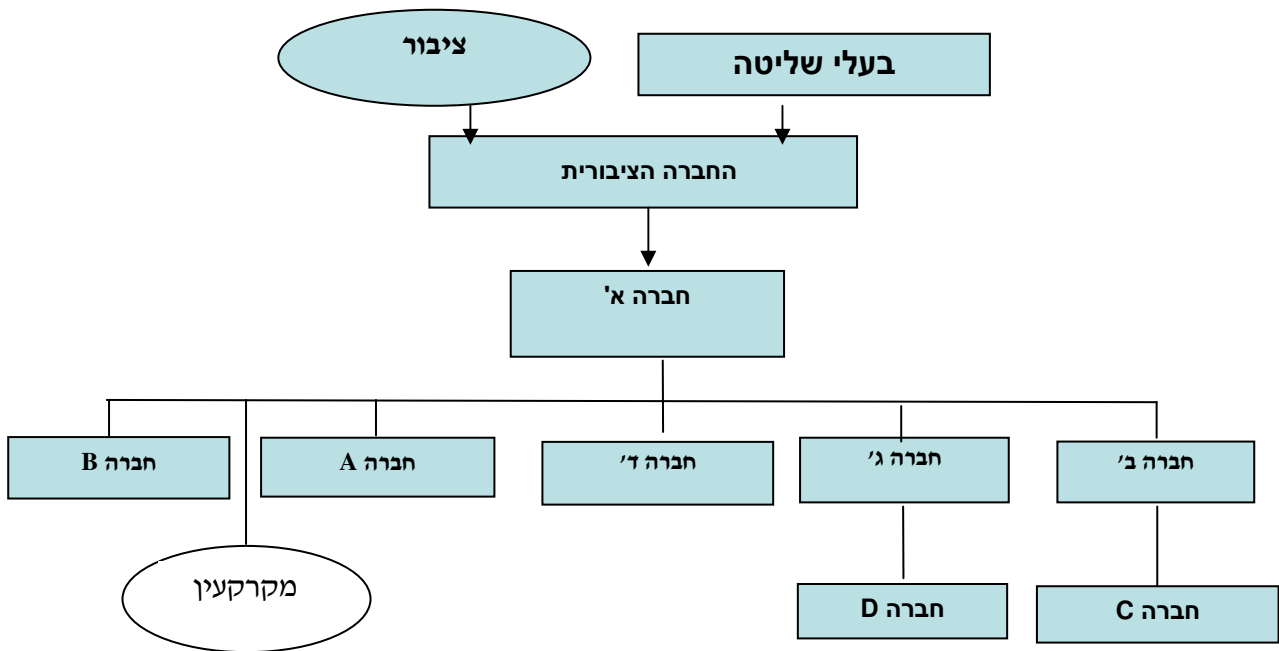 בעלי שליטה
ציבור
החברה הציבורית
חברה א'
חברה ב׳
חברה ג׳
חברה ד׳
חברה A
חברה B
מקרקעין
חברה C
חברה D